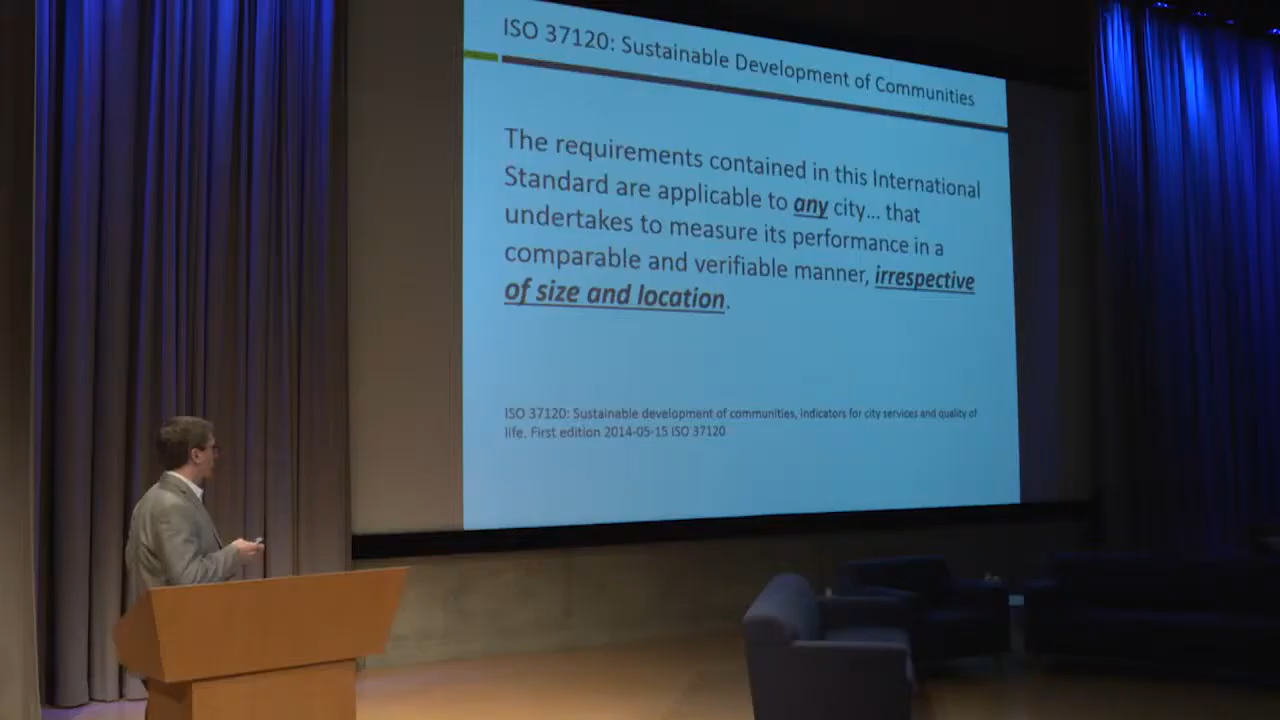 ISO 37120: Sustainable Development of Communities
The requirements contained in this International
Standard are applicable to any city... that
undertakes to measure its performance in a
comparable and verifiable manner, irrespective
of size and location.
ISO 37120: Sustainable development of communities, indicators for city services and quality of
life. First edition 2014-05-15 ISO 37120